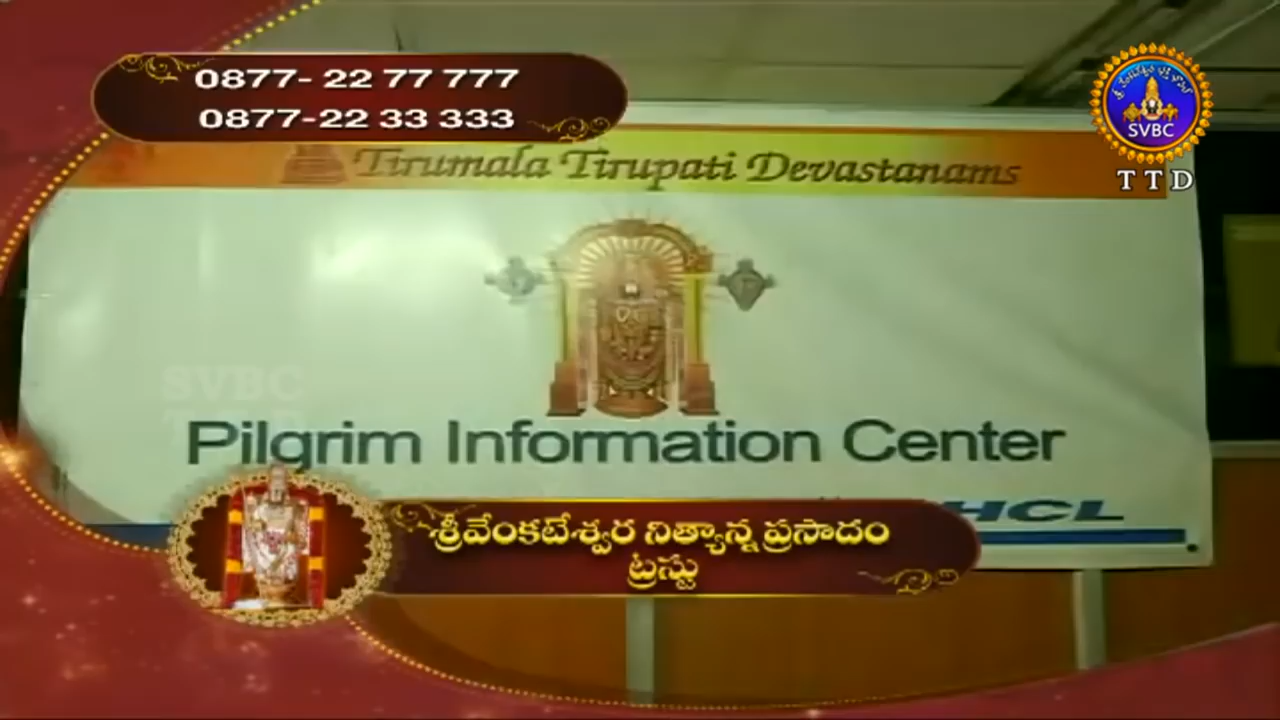 0877- 22 77 777
0877-22 33 333
SVBC
TTD
Tirumala Tirupati Devastanams
SVBC
Pilgrim Information Center
HCL
శ్రీవేంకటేశ్వర నిత్యాన్న ప్రసాదం
ట్రస్టు